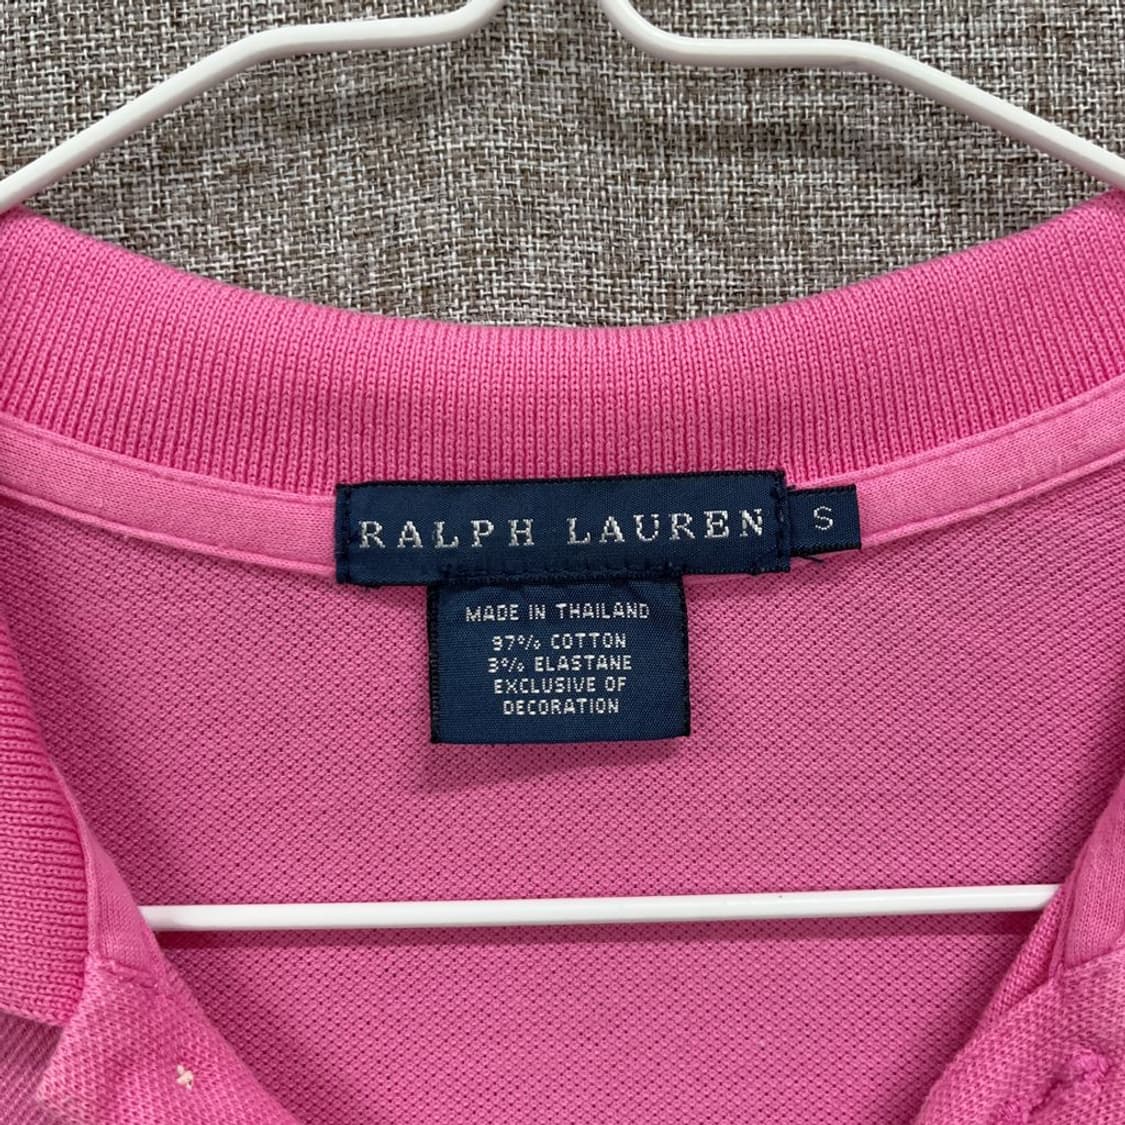 RALPH LAUREN S
MADE IN THAILAND
97% COTTON
3% ELASTANE
EXCLUSIVE OF
DECORATION